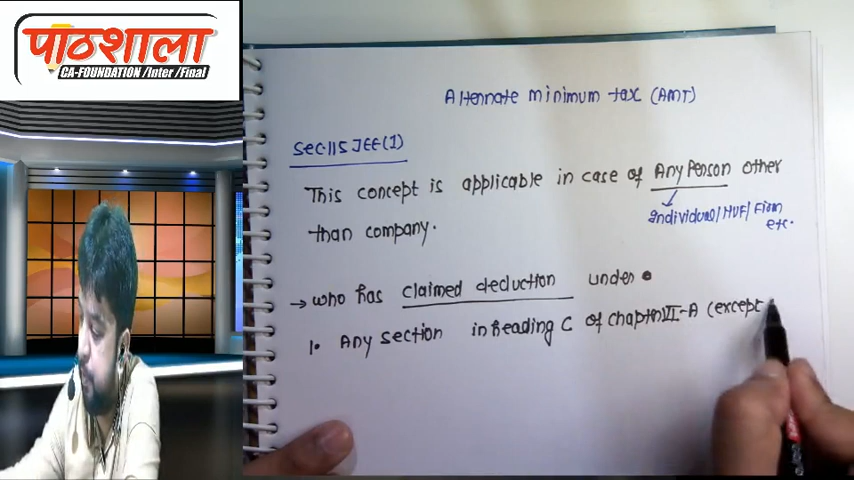 पाठशाला
CA-FOUNDATION /Inter /Final
Alternate minimum tax (AMT)
Sec-115JEE(1)
This concept is applicable in case of Any Person other
Individual/HUF/Firm
etc.
than company.
→ who has claimed deduction under
1. Any section in heading C of chapter VI-A (except